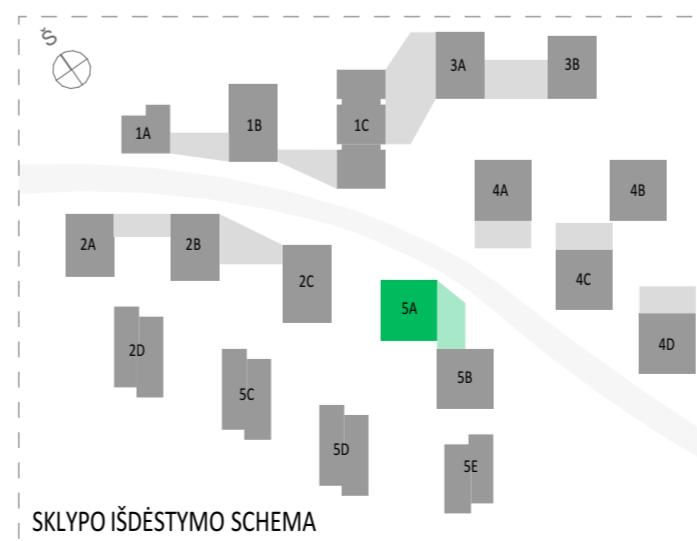 Š
1A
1B
1C
3A
3B
4A
4B
2A
2B
2C
4C
5A
4D
2D
5B
5C
5D
5E
SKLYPO IŠDĖSTYMO SCHEMA